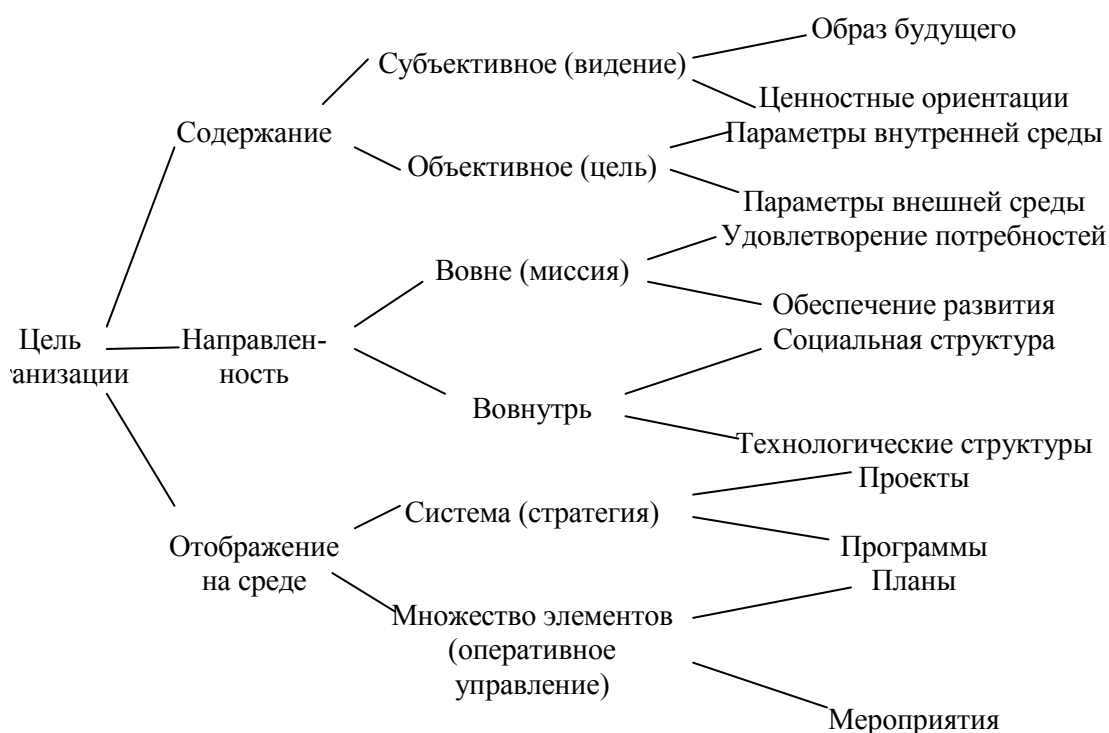 Образ будущего
Субъективное (видение)
Ценностные ориентации
Содержание
Параметры внутренней среды
Объективное (цель)
Параметры внешней среды
Удовлетворение потребностей
Вовне (миссия)
Обеспечение развития
Цель
ганизации
Направлен-
ность
Социальная структура
Вовнутрь
Технологические структуры
Проекты
Система (стратегия)
Отображение
на среде
Программы
Планы
Множество элементов
(оперативное
управление)
Мероприятия